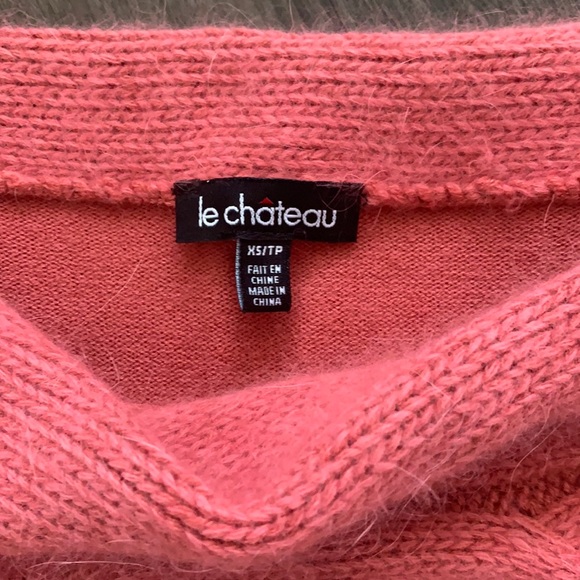 le château
XS/TP
FAIT EN
CHINE
MADE IN
CHINA